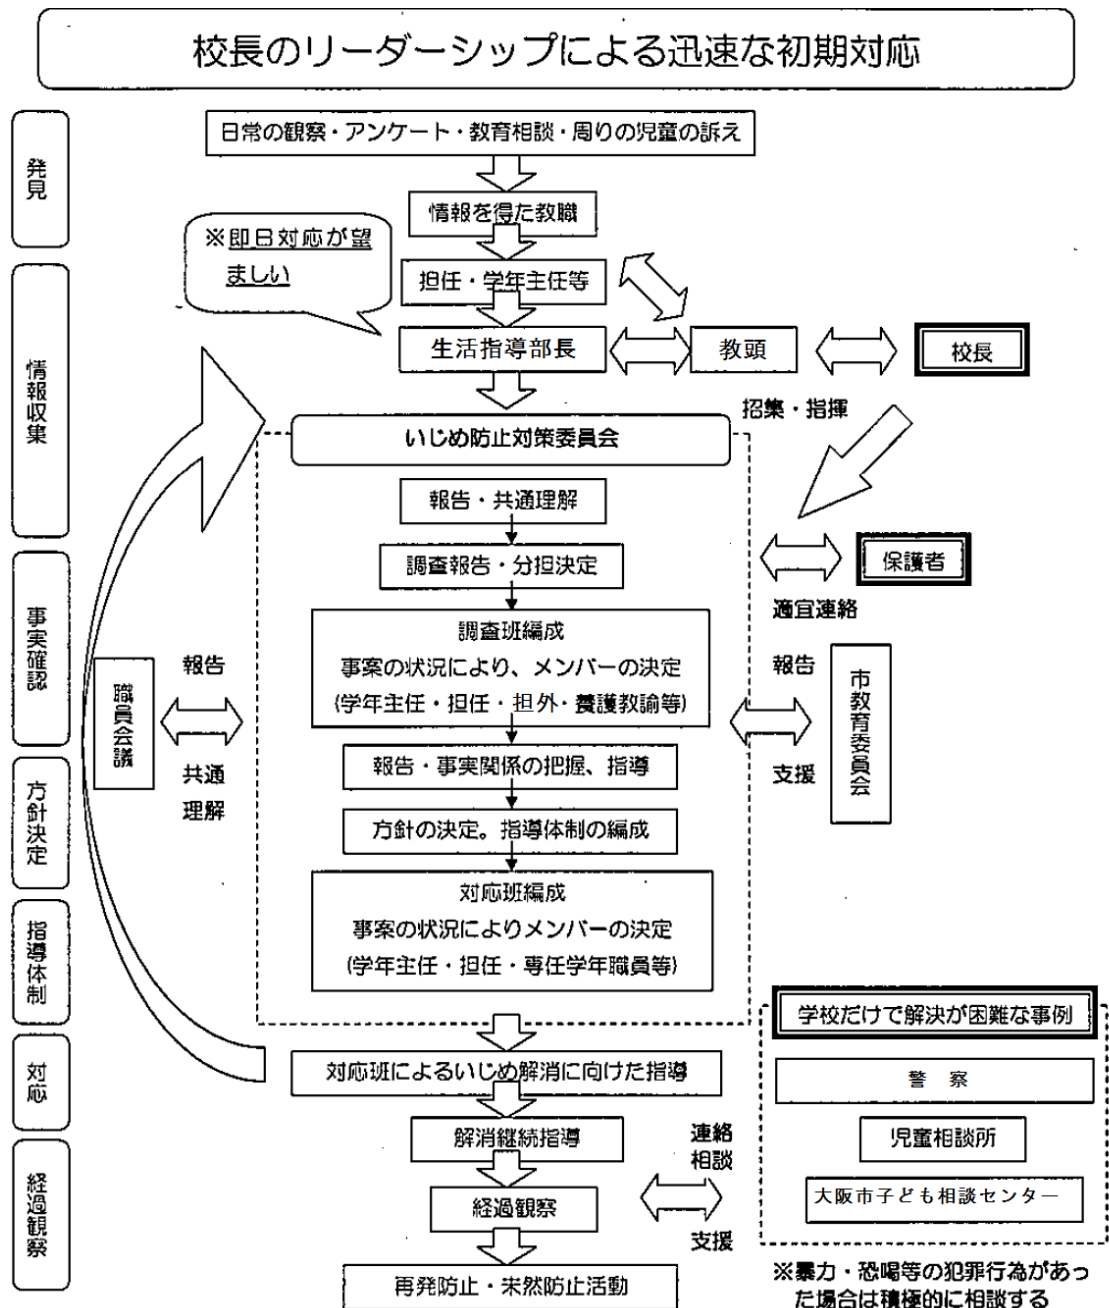 校長のリーダーシップによる迅速な初期対応
発見
日常の観察・アンケート・教育相談・周りの児童の訴え
情報を得た教職
※即日対応が望
ましい
担任・学年主任等
情報収集
生活指導部長
教頭
校長
招集・指揮
いじめ防止対策委員会
報告・共通理解
調査報告・分担決定
保護者
適宜連絡
事実確認
調査班編成
事案の状況により、メンバーの決定
(学年主任・担任・担外・養護教諭等)
職員会議
報告
共通
理解
報告
支援
市教育委員会
報告・事実関係の把握、指導
方針決定
方針の決定。指導体制の編成
指導体制
対応班編成
事案の状況によりメンバーの決定
(学年主任・担任・専任学年職員等)
対応
対応班によるいじめ解消に向けた指導
解消継続指導
経過観察
経過観察
連絡
相談
支援
再発防止・未然防止活動
学校だけで解決が困難な事例
警 察
児童相談所
大阪市子ども相談センター
※暴力・恐喝等の犯罪行為があっ
た場合は積極的に相談する